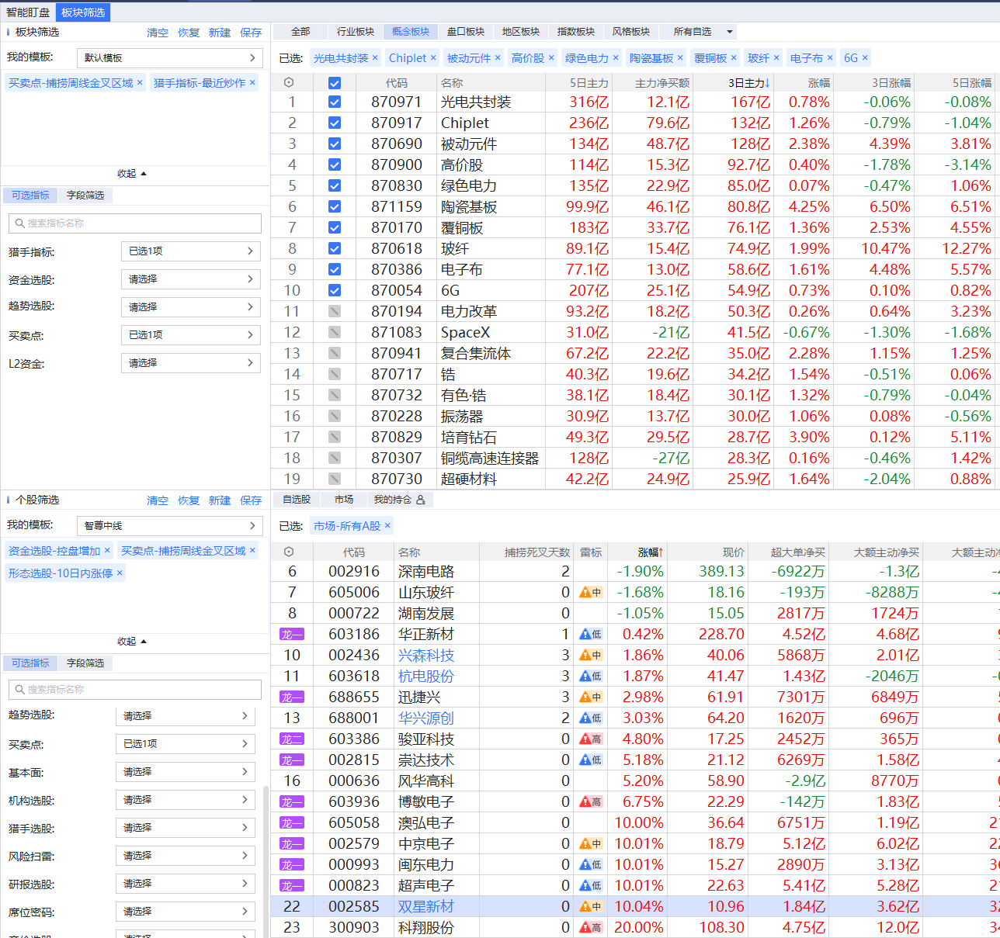 智能盯盘 板块筛选
板块筛选 清空 恢复 新建 保存
我的模板: 默认模板
买卖点-捕捞周线金叉区域 × 猎手指标-最近炒作 ×
收起
可选指标 字段筛选
搜索指标名称
猎手指标: 已选1项
资金选股: 请选择
趋势选股: 请选择
买卖点: 已选1项
L2资金: 请选择
全部 行业板块 概念板块 盘口板块 地区板块 指数板块 风格板块 所有自选
已选: 光电共封装 × Chiplet × 被动元件 × 高价股 × 绿色电力 × 陶瓷基板 × 覆铜板 × 玻纤 × 电子布 × 6G ×
代码 名称 5日主力 主力净买额 3日主力↓ 涨幅 3日涨幅 5日涨幅
1 870971 光电共封装 316亿 12.1亿 167亿 0.78% -0.06% -0.08%
2 870917 Chiplet 236亿 79.6亿 132亿 1.26% -0.79% -1.04%
3 870690 被动元件 134亿 48.7亿 128亿 2.38% 4.39% 3.81%
4 870900 高价股 114亿 15.3亿 92.7亿 0.40% -1.78% -3.14%
5 870830 绿色电力 135亿 22.9亿 85.0亿 0.07% -0.47% 1.06%
6 871159 陶瓷基板 99.9亿 46.1亿 80.8亿 4.25% 6.50% 6.51%
7 870170 覆铜板 183亿 33.7亿 76.1亿 1.36% 2.53% 4.55%
8 870618 玻纤 89.1亿 15.4亿 74.9亿 1.99% 10.47% 12.27%
9 870386 电子布 77.1亿 13.0亿 58.6亿 1.61% 4.48% 5.57%
10 870054 6G 207亿 25.1亿 54.9亿 0.73% 0.10% 0.82%
11 870194 电力改革 93.2亿 18.2亿 50.3亿 0.26% 0.64% 3.23%
12 871083 SpaceX 31.0亿 -21亿 41.5亿 -0.67% -1.30% -1.68%
13 870941 复合集流体 67.2亿 22.2亿 35.0亿 2.28% 1.15% 1.25%
14 870717 锆 40.3亿 19.6亿 34.2亿 1.54% -0.51% 0.06%
15 870732 有色·锆 38.1亿 18.4亿 30.1亿 1.32% -0.79% -0.04%
16 870228 振荡器 30.9亿 13.7亿 30.0亿 1.06% 0.08% -0.56%
17 870829 培育钻石 49.3亿 29.5亿 28.7亿 3.90% 0.12% 5.11%
18 870307 铜缆高速连接器 128亿 -27亿 28.3亿 0.16% -0.46% 1.42%
19 870730 超硬材料 42.2亿 24.9亿 25.9亿 1.64% -2.04% 0.88%
个股筛选 清空 恢复 新建 保存
我的模板: 智尊中线
资金选股-控盘增加 × 买卖点-捕捞周线金叉区域 ×
形态选股-10日内涨停 ×
收起
可选指标 字段筛选
搜索指标名称
趋势选股: 请选择
买卖点: 已选1项
基本面: 请选择
机构选股: 请选择
猎手选股: 请选择
风险扫雷: 请选择
研报选股: 请选择
席位密码: 请选择
自选股 市场 我的持仓
已选: 市场-所有A股 ×
代码 名称 捕捞死叉天数 雷标 涨幅↑ 现价 超大单净买 大额主动净买 大额主动
6 002916 深南电路 2 -1.90% 389.13 -6922万 -1.3亿
7 605006 山东玻纤 0 中 -1.68% 18.16 -193万 -8288万
8 000722 湖南发展 0 -1.05% 15.05 2817万 1724万
龙一 603186 华正新材 1 低 0.42% 228.70 4.52亿 4.68亿
10 002436 兴森科技 3 中 1.86% 40.06 5868万 2.01亿
11 603618 杭电股份 3 低 1.87% 41.47 1.43亿 -2046万
龙一 688655 迅捷兴 3 中 2.98% 61.91 7301万 6849万
13 688001 华兴源创 2 低 3.03% 64.20 1620万 696万
龙二 603386 骏亚科技 0 高 4.80% 17.25 2452万 365万
龙一 002815 崇达技术 0 低 5.18% 21.12 6269万 1.58亿
16 000636 风华高科 0 5.20% 58.90 -2.9亿 8770万
龙一 603936 博敏电子 0 高 6.75% 22.29 -142万 1.83亿
龙一 605058 澳弘电子 0 10.00% 36.64 6751万 1.19亿
龙一 002579 中京电子 0 中 10.01% 18.79 5.12亿 6.02亿
龙一 000993 闽东电力 0 低 10.01% 15.27 2890万 3.13亿
龙一 000823 超声电子 0 低 10.01% 22.63 5.41亿 5.28亿
22 002585 双星新材 0 中 10.04% 10.96 1.84亿 3.62亿
23 300903 科翔股份 0 高 20.00% 108.30 4.75亿 12.0亿